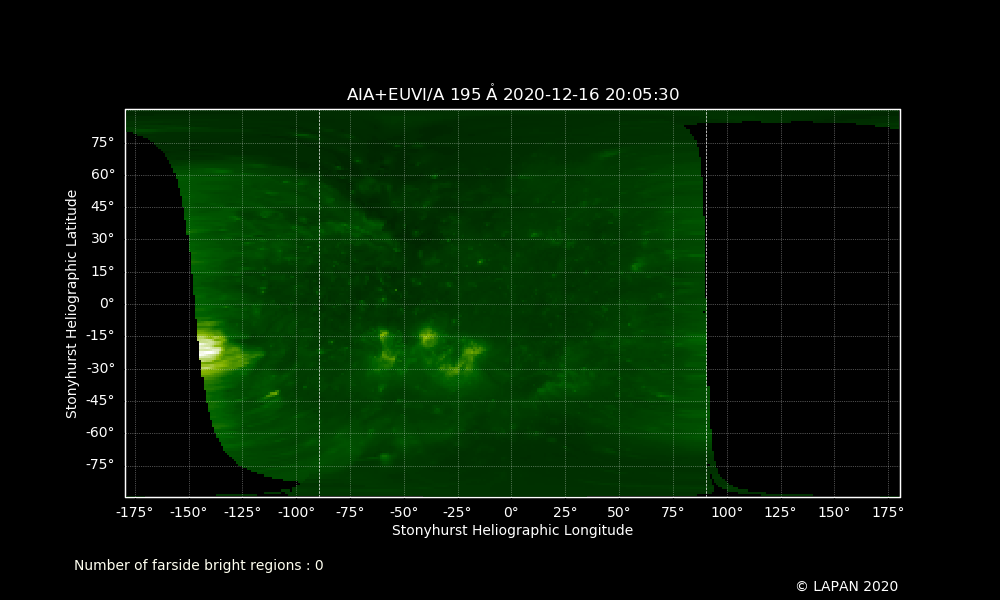 AIA+EUVI/A 195 Å 2020-12-16 20:05:30
75°
60°
45°
30°
15°
0°
-15°
-30°
-45°
-60°
-75°
Stonyhurst Heliographic Latitude
-175° -150° -125° -100° -75° -50° -25° 0° 25° 50° 75° 100° 125° 150° 175°
Stonyhurst Heliographic Longitude
Number of farside bright regions : 0
© LAPAN 2020